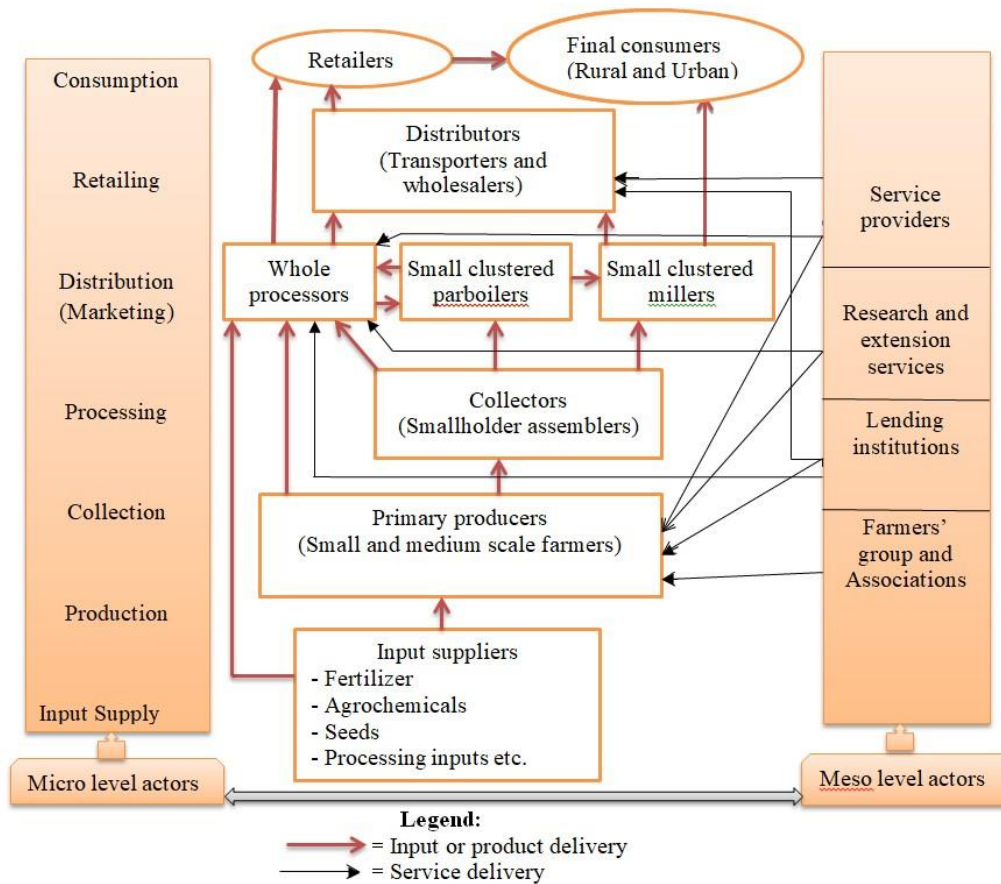 Consumption
Retailing
Distribution
(Marketing)
Processing
Collection
Production
Input Supply
Micro level actors
Retailers
Final consumers
(Rural and Urban)
Distributors
(Transporters and
wholesalers)
Whole
processors
Small clustered
parboilers
Small clustered
millers
Collectors
(Smallholder assemblers)
Primary producers
(Small and medium scale farmers)
Input suppliers
- Fertilizer
- Agrochemicals
- Seeds
- Processing inputs etc.
Service
providers
Research and
extension
services
Lending
institutions
Farmers’
group and
Associations
Meso level actors
Legend:
= Input or product delivery
= Service delivery